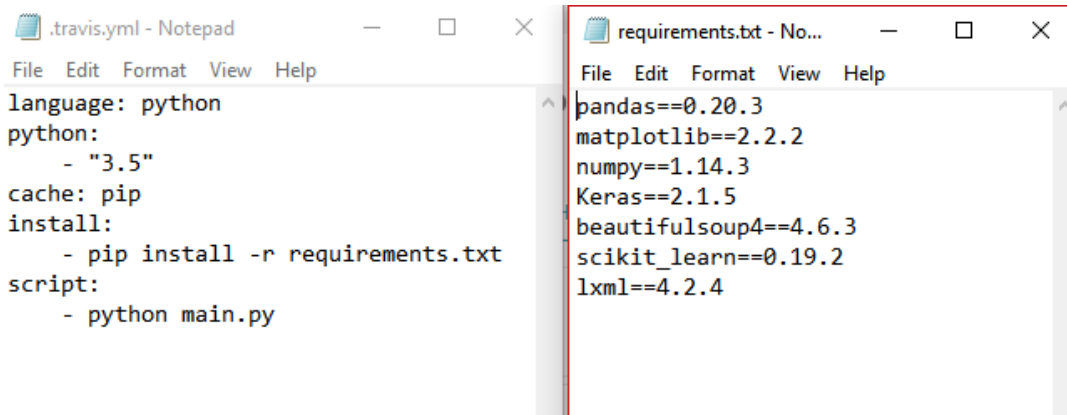 .travis.yml - Notepad
File Edit Format View Help
language: python
python:
    - "3.5"
cache: pip
install:
    - pip install -r requirements.txt
script:
    - python main.py
requirements.txt - No...
File Edit Format View Help
pandas==0.20.3
matplotlib==2.2.2
numpy==1.14.3
Keras==2.1.5
beautifulsoup4==4.6.3
scikit_learn==0.19.2
lxml==4.2.4